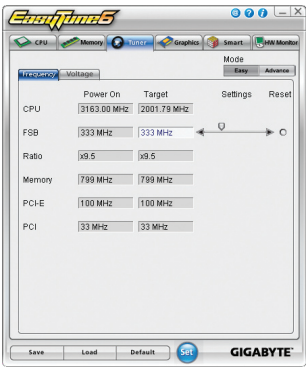 EasyTune6
CPU Memory Tuner Graphics Smart HW Monitor
Mode
Easy Advance
Frequency Voltage
Power On Target Settings Reset
CPU 3163.00 MHz 2001.79 MHz
FSB 333 MHz 333 MHz
Ratio x9.5 x9.5
Memory 799 MHz 799 MHz
PCI-E 100 MHz 100 MHz
PCI 33 MHz 33 MHz
Save Load Default Set GIGABYTE™